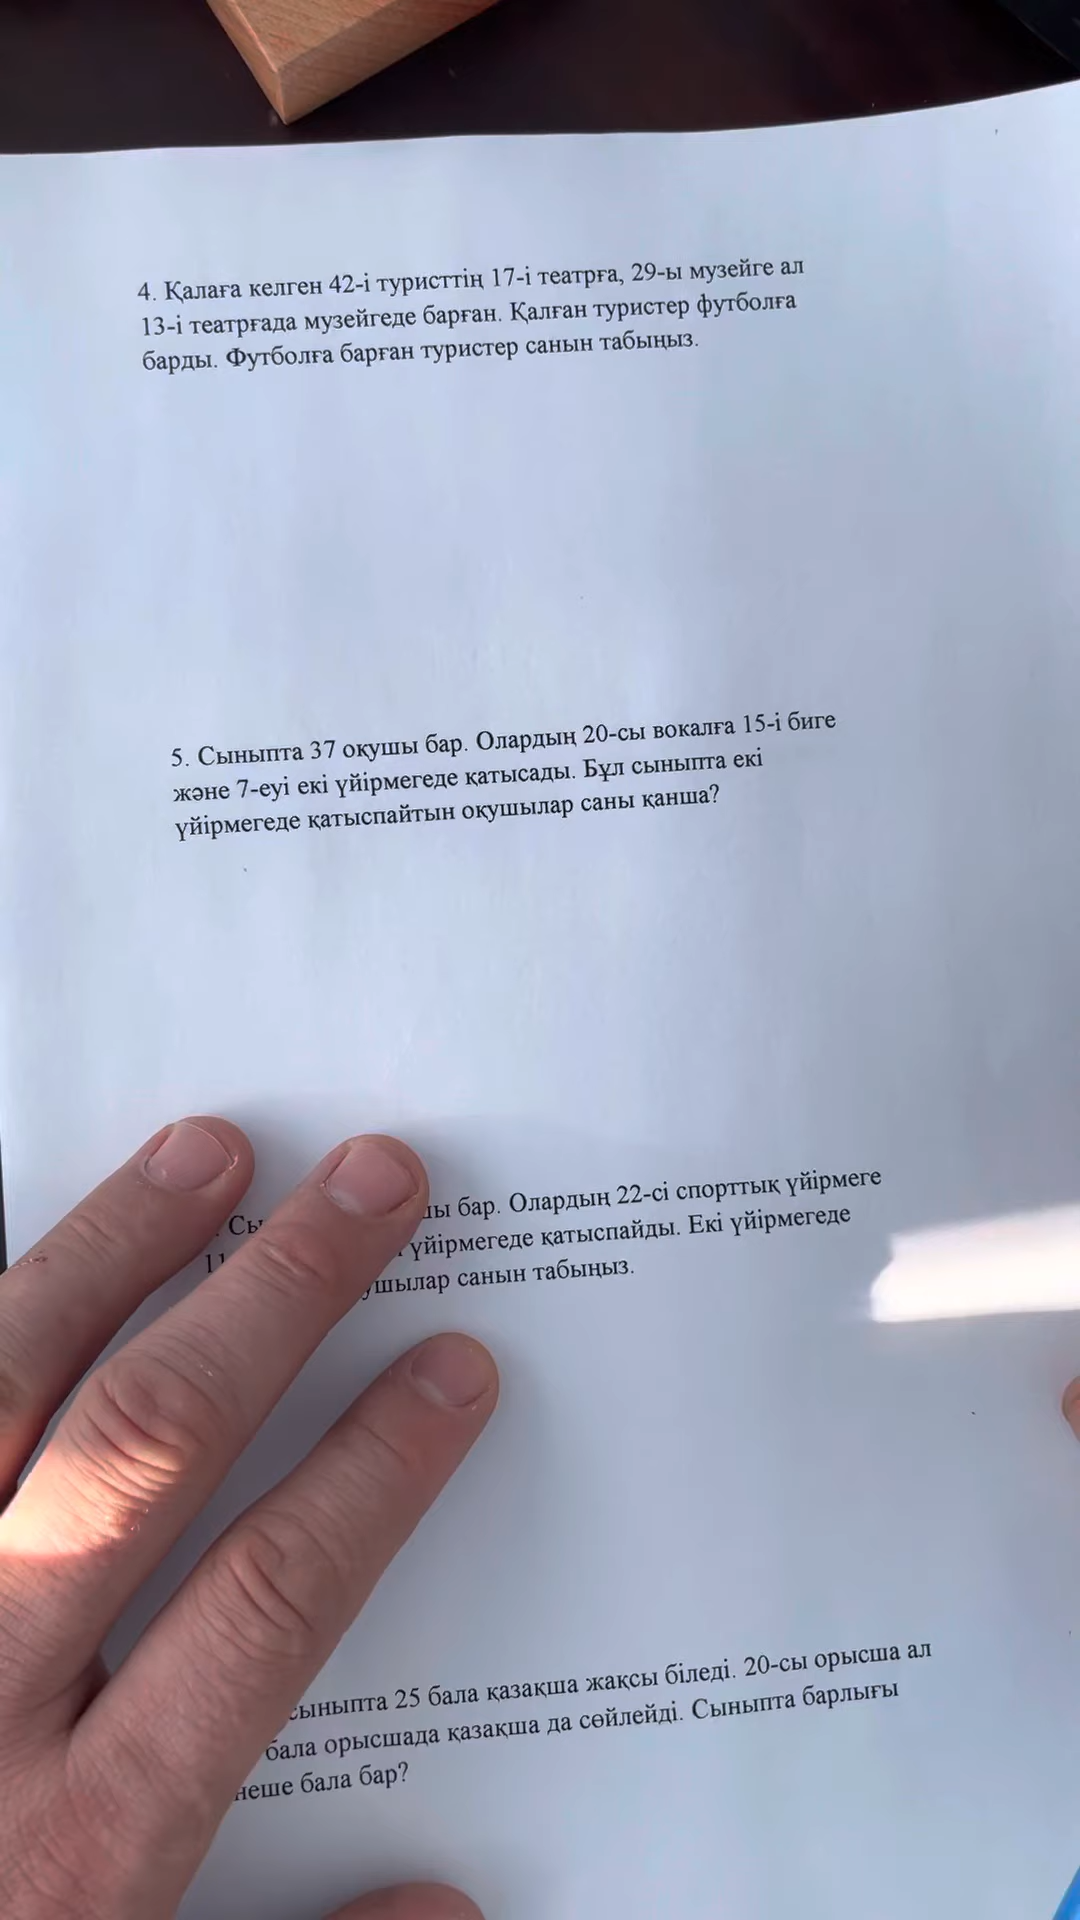 4. Қалаға келген 42-і туристтің 17-і театрға, 29-ы музейге ал
13-і театрғада музейгеде барған. Қалған туристер футболға
барды. Футболға барған туристер санын табыңыз.
5. Сыныпта 37 оқушы бар. Олардың 20-сы вокалға 15-і биге
және 7-еуі екі үйірмегеде қатысады. Бұл сыныпта екі
үйірмегеде қатыспайтын оқушылар саны қанша?
бар. Олардың 22-сі спорттық үйірмеге
үйірмегеде қатыспайды. Екі үйірмегеде
санын табыңыз.
25 бала қазақша жақсы біледі. 20-сы орысша ал
бала орысшада қазақша да сөйлейді. Сыныпта барлығы
неше бала бар?